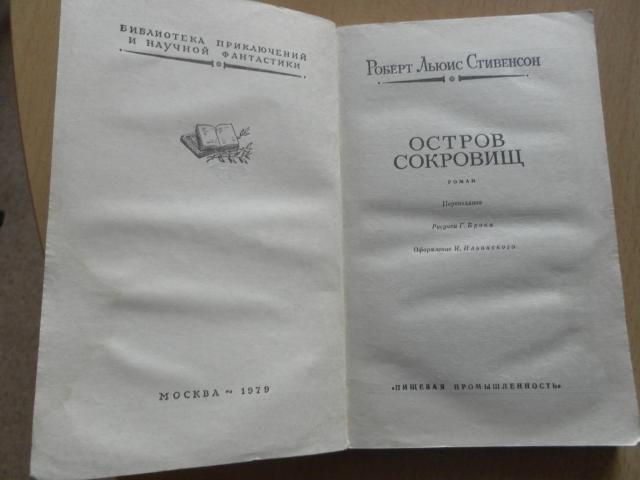 БИБЛИОТЕКА ПРИКЛЮЧЕНИЙ
И НАУЧНОЙ ФАНТАСТИКИ
МОСКВА ~ 1979
РОБЕРТ ЛЬЮИС СТИВЕНСОН
ОСТРОВ
СОКРОВИЩ
РОМАН
Переиздание
Рисунки Г. Брока
Оформление И. Ильинского
«ПИЩЕВАЯ ПРОМЫШЛЕННОСТЬ»